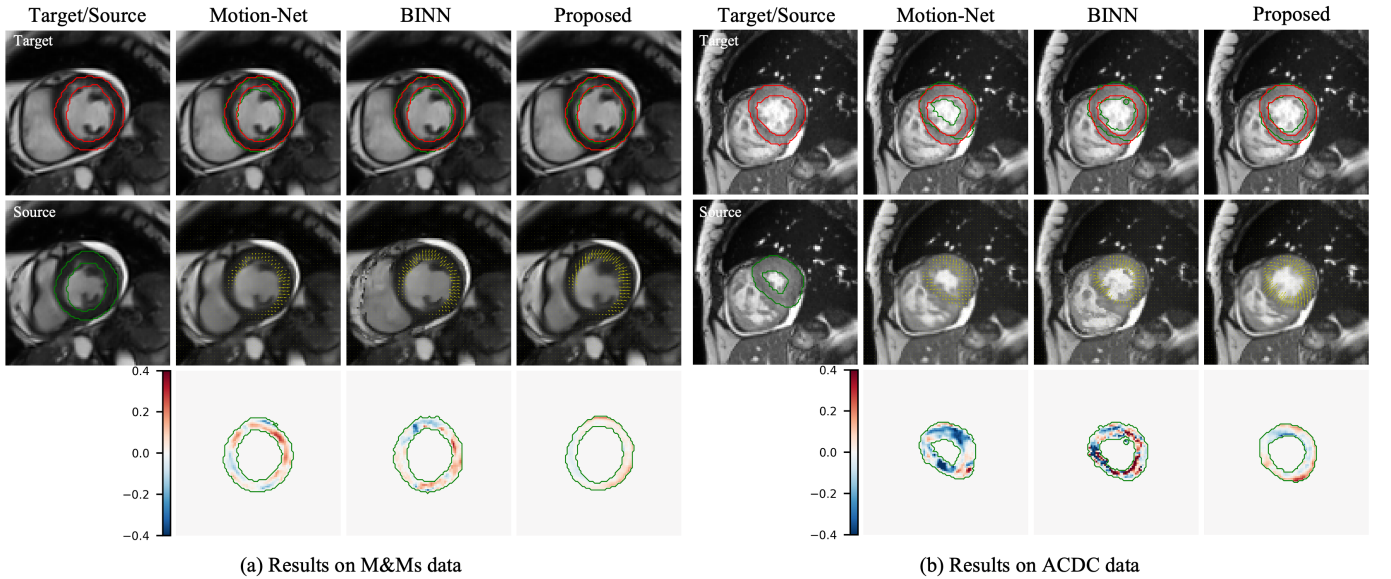 Target/Source Motion-Net BINN Proposed Target/Source Motion-Net BINN Proposed
Target Target
Source Source
0.4 0.4
0.2 0.2
0.0 0.0
−0.2 −0.2
−0.4 −0.4
(a) Results on M&Ms data (b) Results on ACDC data